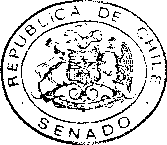 REPUBLICA DE CHILE
SENADO